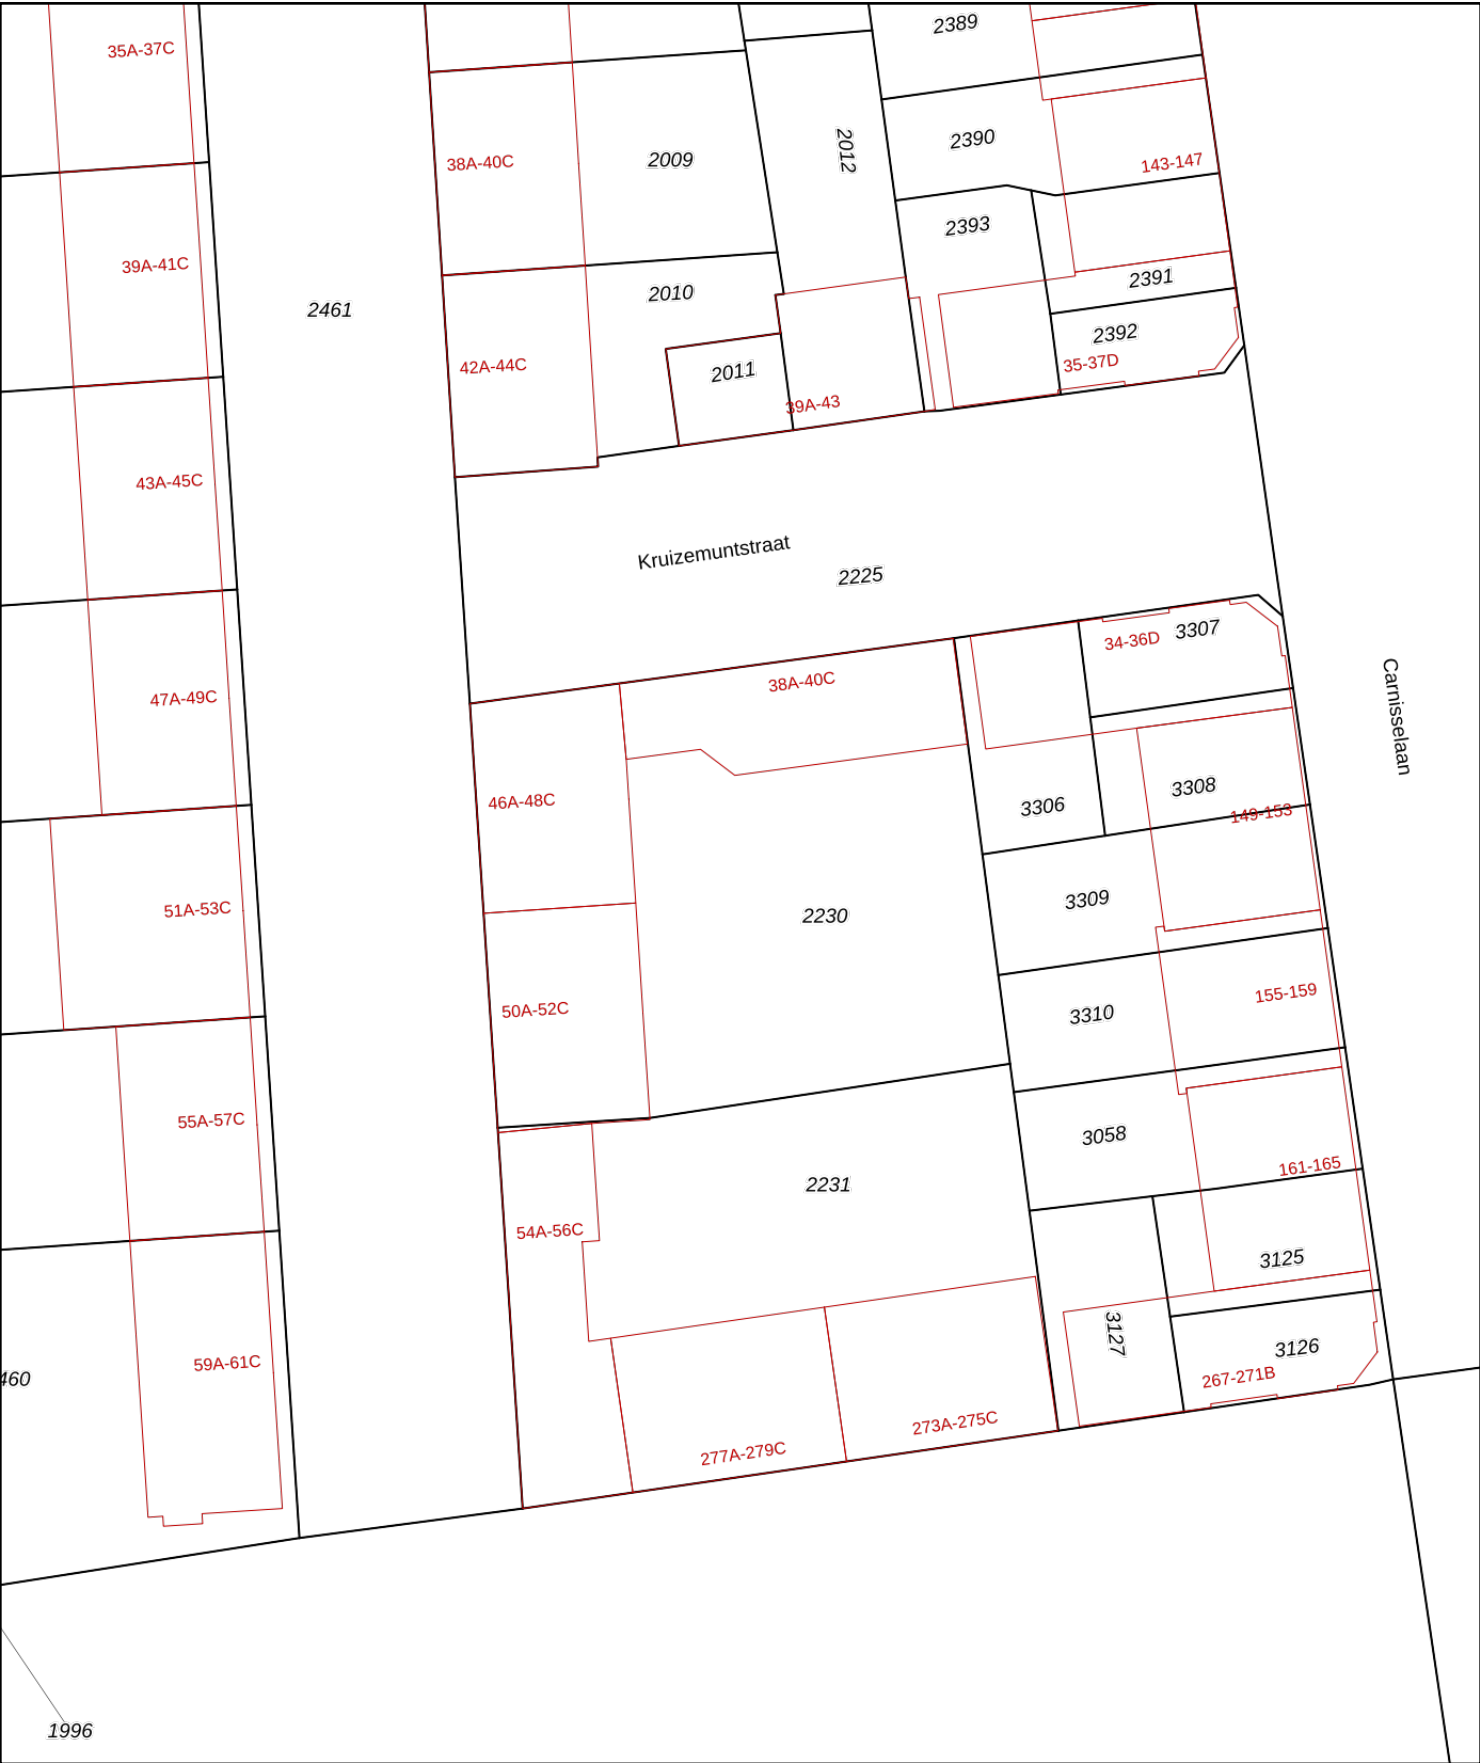 2389
35A-37C
143-147
2390
2012
38A-40C
2009
2393
39A-41C
2391
2010
2461
2392
35-37D
42A-44C
2011
39A-43
43A-45C
Kruizemuntstraat
2225
34-36D
3307
38A-40C
47A-49C
Carnisselaan
46A-48C
3308
3306
149-153
51A-53C
3309
2230
155-159
50A-52C
3310
55A-57C
3058
161-165
2231
54A-56C
3125
3127
3126
59A-61C
460
267-271B
273A-275C
277A-279C
1996